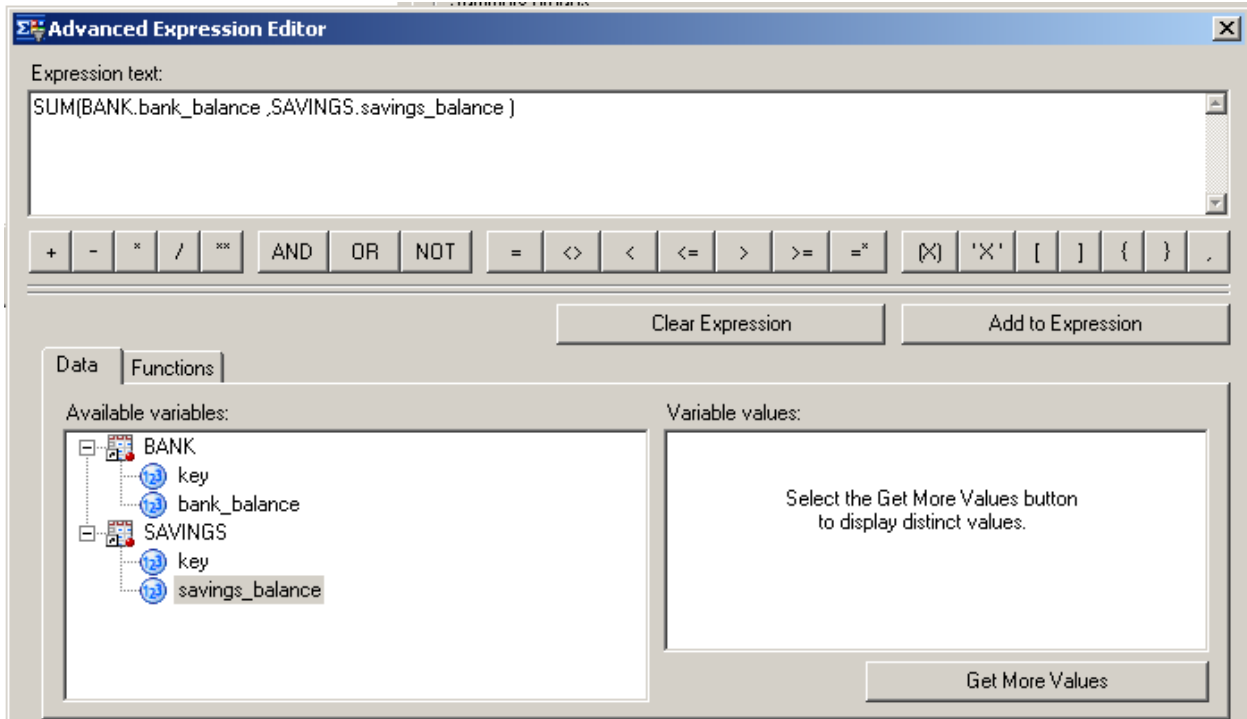 Summary groups
Advanced Expression Editor
Expression text:
SUM(BANK.bank_balance ,SAVINGS.savings_balance )
+ - * / ** AND OR NOT = <> < <= > >= =* (X) 'X' [ ] { } ,
Clear Expression Add to Expression
Data Functions
Available variables: Variable values:
BANK
key
bank_balance
SAVINGS
key
savings_balance
Select the Get More Values button
to display distinct values.
Get More Values